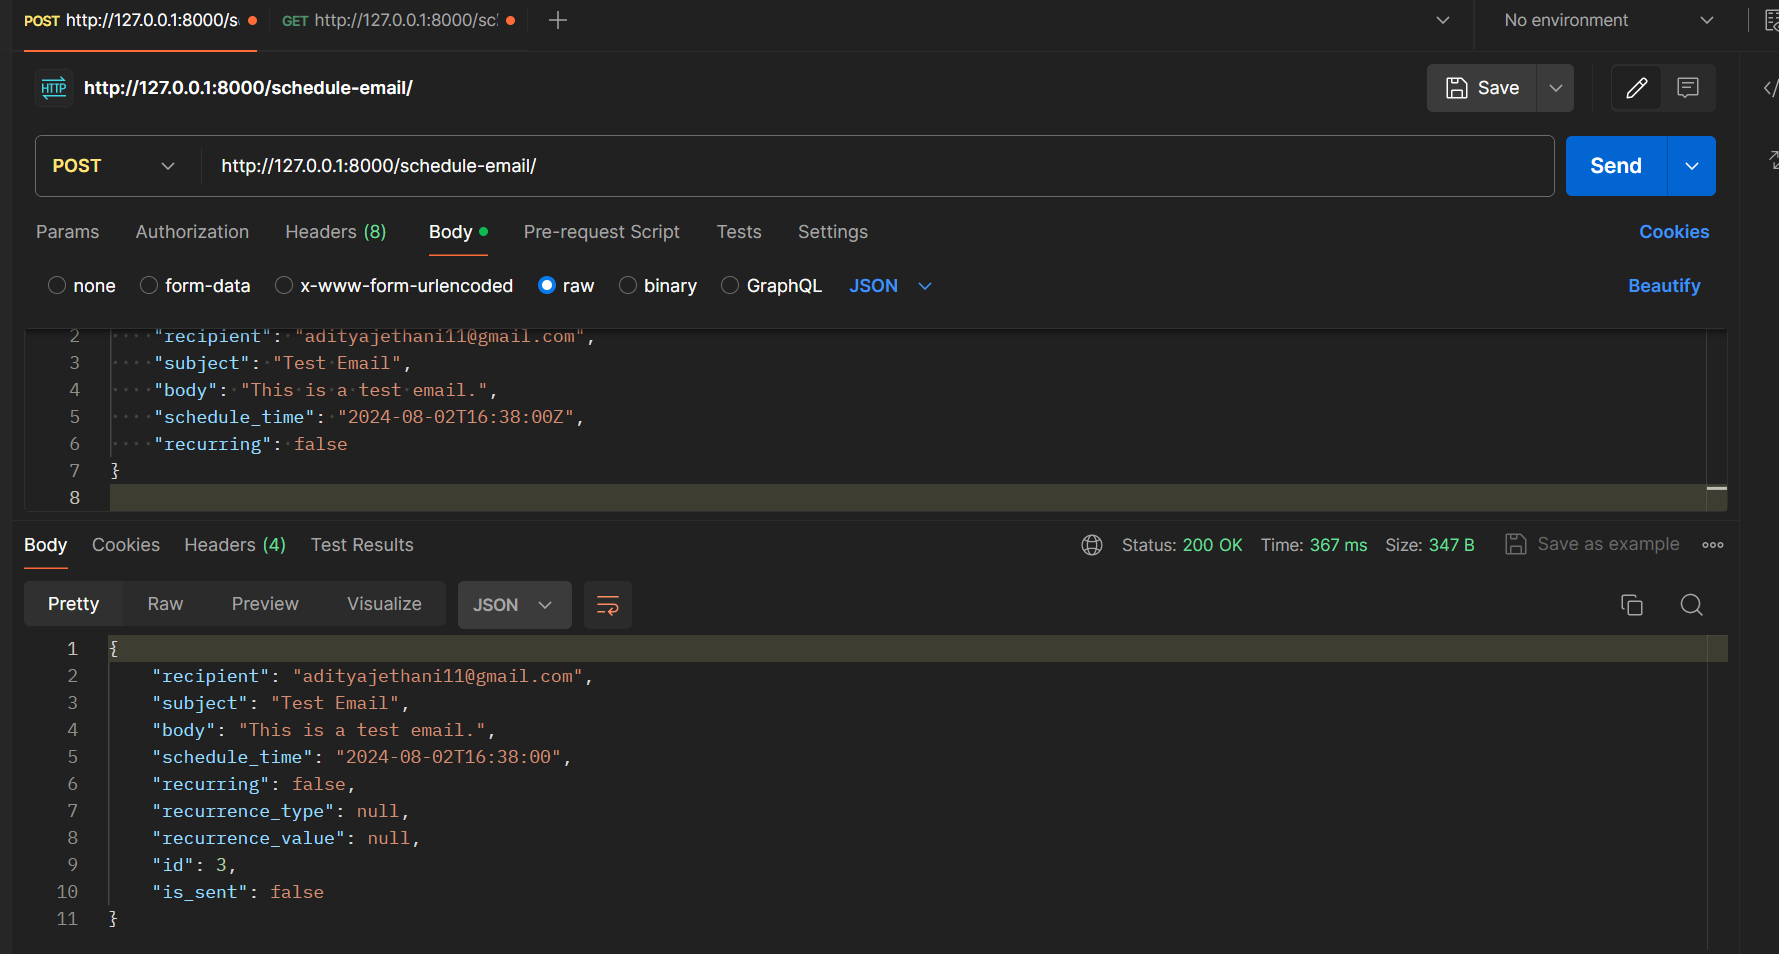 POST http://127.0.0.1:8000/s
GET http://127.0.0.1:8000/sc
No environment
HTTP http://127.0.0.1:8000/schedule-email/
Save
POST http://127.0.0.1:8000/schedule-email/ Send
Params Authorization Headers (8) Body Pre-request Script Tests Settings Cookies
none form-data x-www-form-urlencoded raw binary GraphQL JSON Beautify
2 "recipient": "adityajethani11@gmail.com",
3 "subject": "Test Email",
4 "body": "This is a test email.",
5 "schedule_time": "2024-08-02T16:38:00Z",
6 "recurring": false
7 }
8
Body Cookies Headers (4) Test Results Status: 200 OK Time: 367 ms Size: 347 B Save as example
Pretty Raw Preview Visualize JSON
1 {
2 "recipient": "adityajethani11@gmail.com",
3 "subject": "Test Email",
4 "body": "This is a test email.",
5 "schedule_time": "2024-08-02T16:38:00",
6 "recurring": false,
7 "recurrence_type": null,
8 "recurrence_value": null,
9 "id": 3,
10 "is_sent": false
11 }